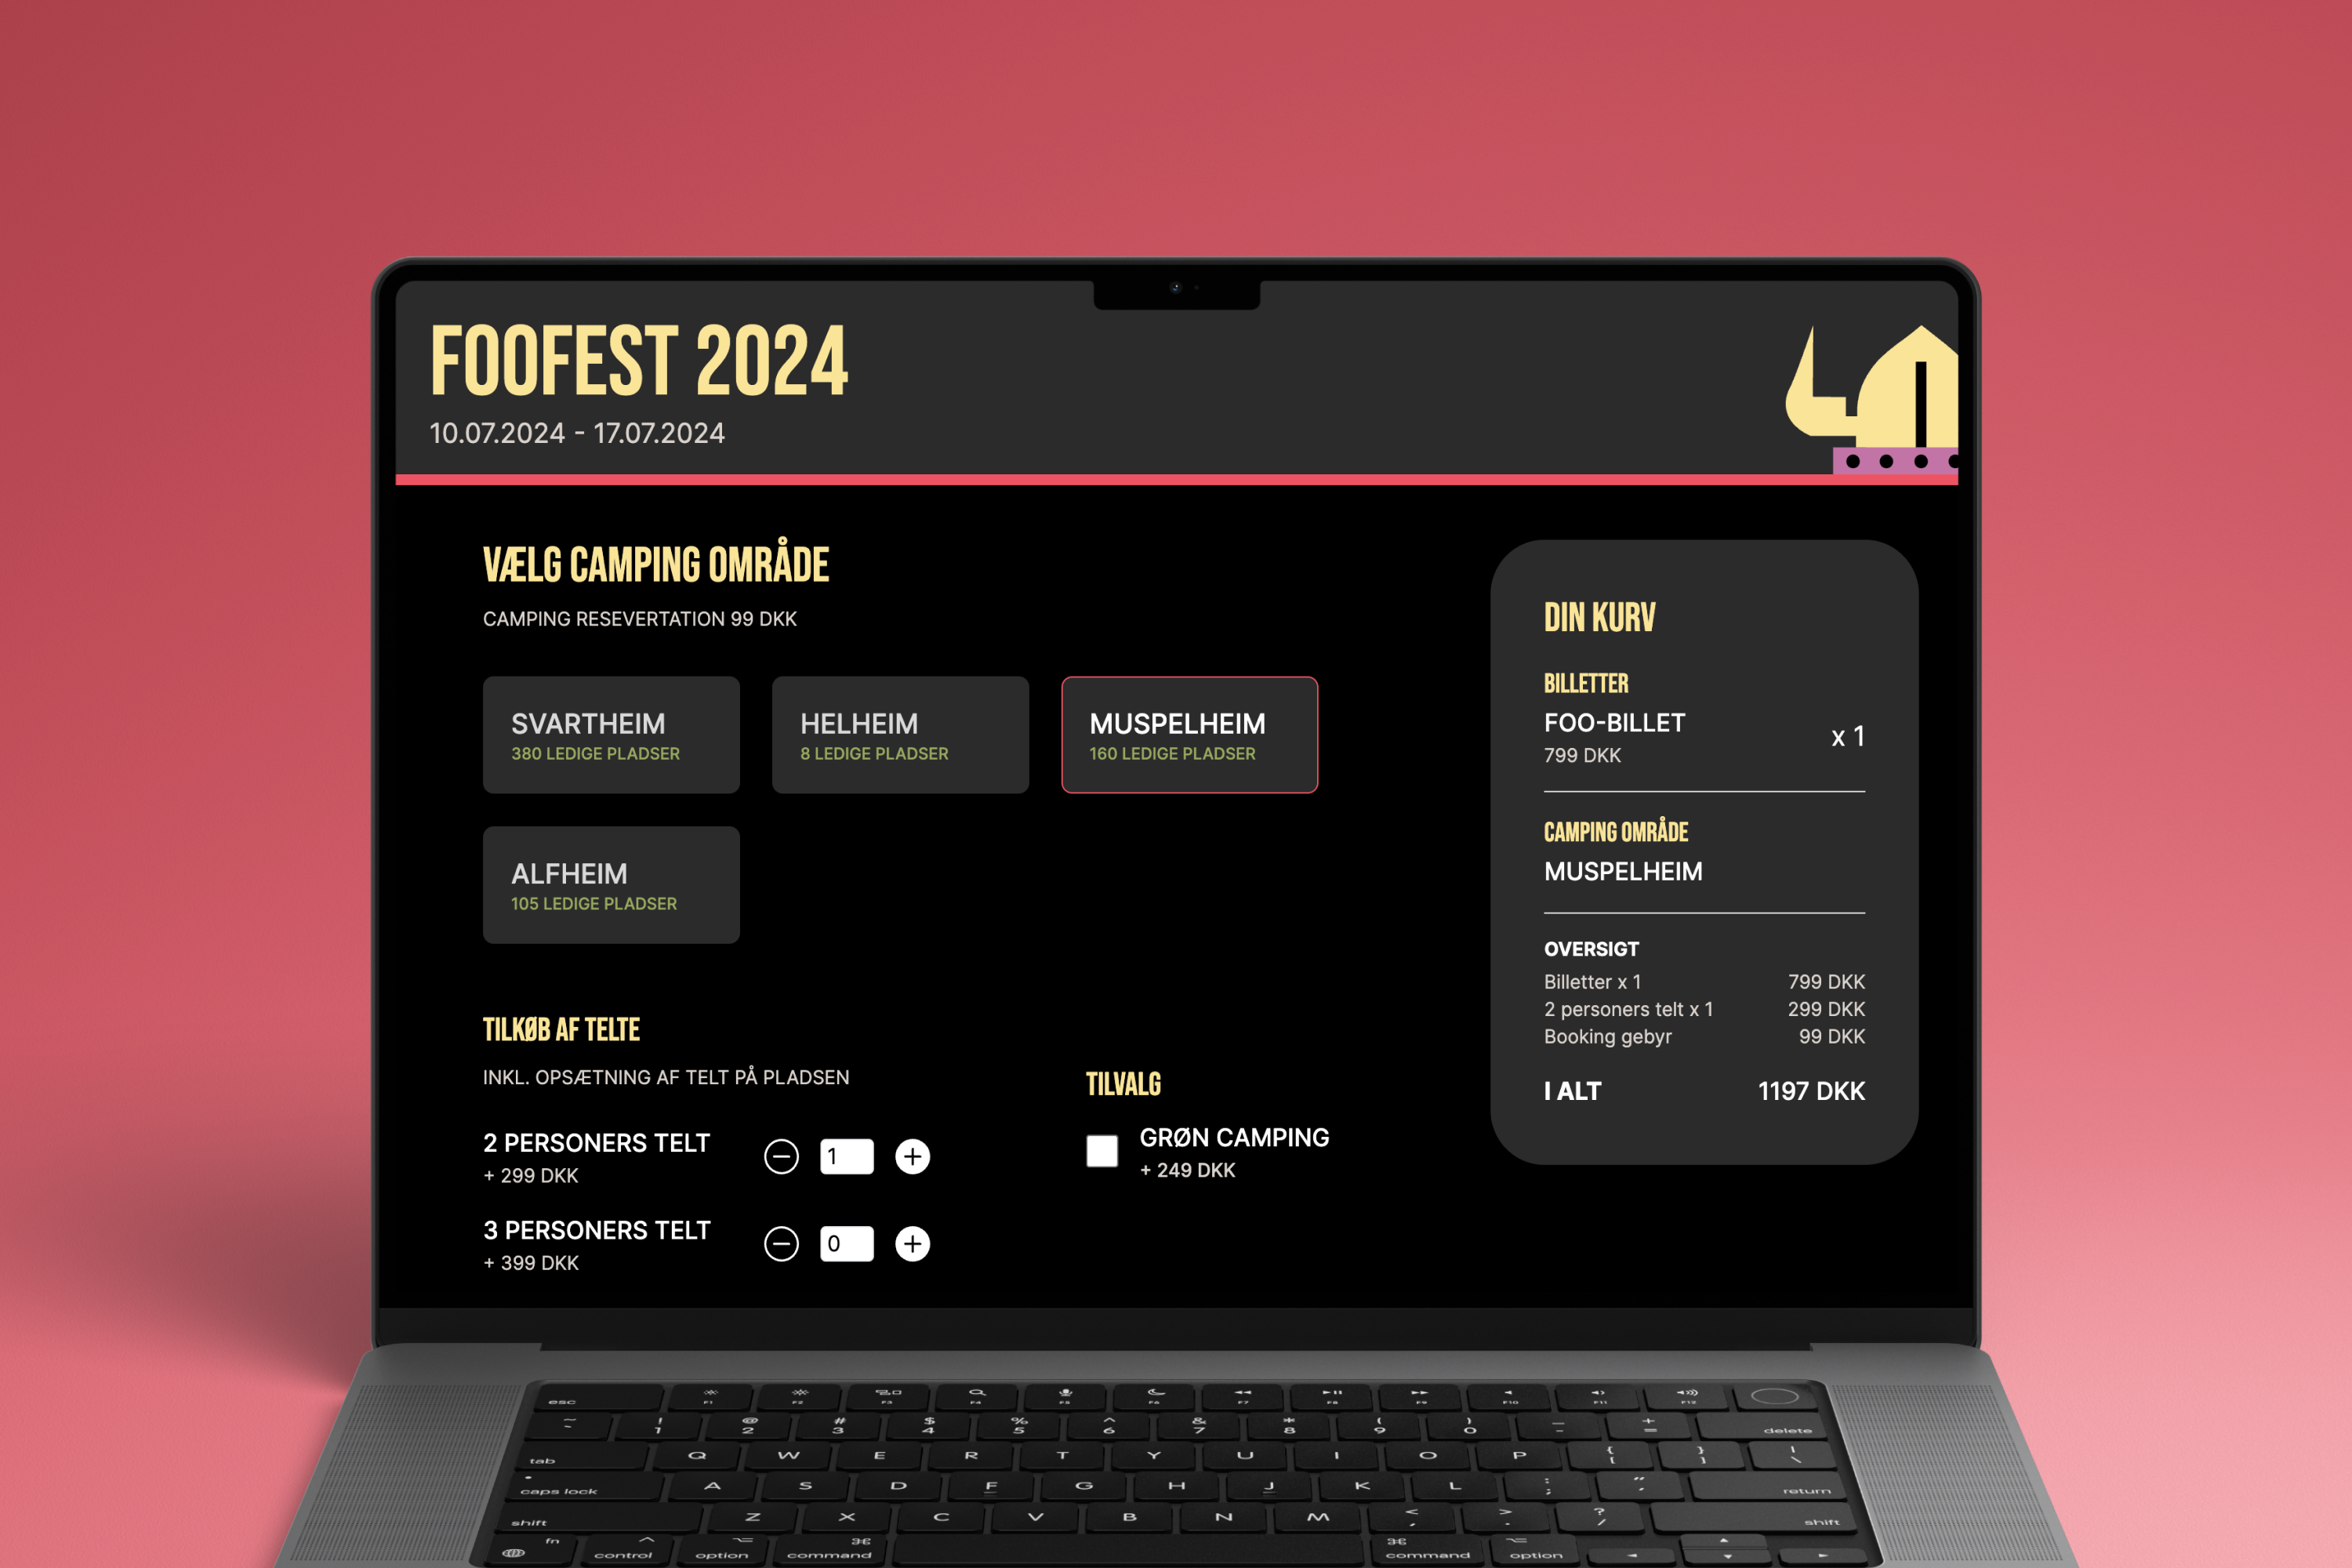 FOOFEST 2024
10.07.2024 - 17.07.2024
VÆLG CAMPING OMRÅDE
CAMPING RESEVERTATION 99 DKK
SVARTHEIM
380 LEDIGE PLADSER
HELHEIM
8 LEDIGE PLADSER
MUSPELHEIM
160 LEDIGE PLADSER
ALFHEIM
105 LEDIGE PLADSER
TILKØB AF TELTE
INKL. OPSÆTNING AF TELT PÅ PLADSEN
2 PERSONERS TELT
+ 299 DKK
1
3 PERSONERS TELT
+ 399 DKK
0
TILVALG
GRØN CAMPING
+ 249 DKK
DIN KURV
BILLETTER
FOO-BILLET
799 DKK
x 1
CAMPING OMRÅDE
MUSPELHEIM
OVERSIGT
Billetter x 1 799 DKK
2 personers telt x 1 299 DKK
Booking gebyr 99 DKK
I ALT 1197 DKK
esc F1 F2 F3 F4 F5 F6 F7 F8 F9 F10 F11 F12
~ ! @ # $ % ^ & * ( ) _ +
1 2 3 4 5 6 7 8 9 0 - = delete
tab Q W E R T Y U I O P { [ } ] | \
caps lock A S D F G H J K L : ; " ' return
shift Z X C V B N M < , > . ? / shift
fn control option command command option